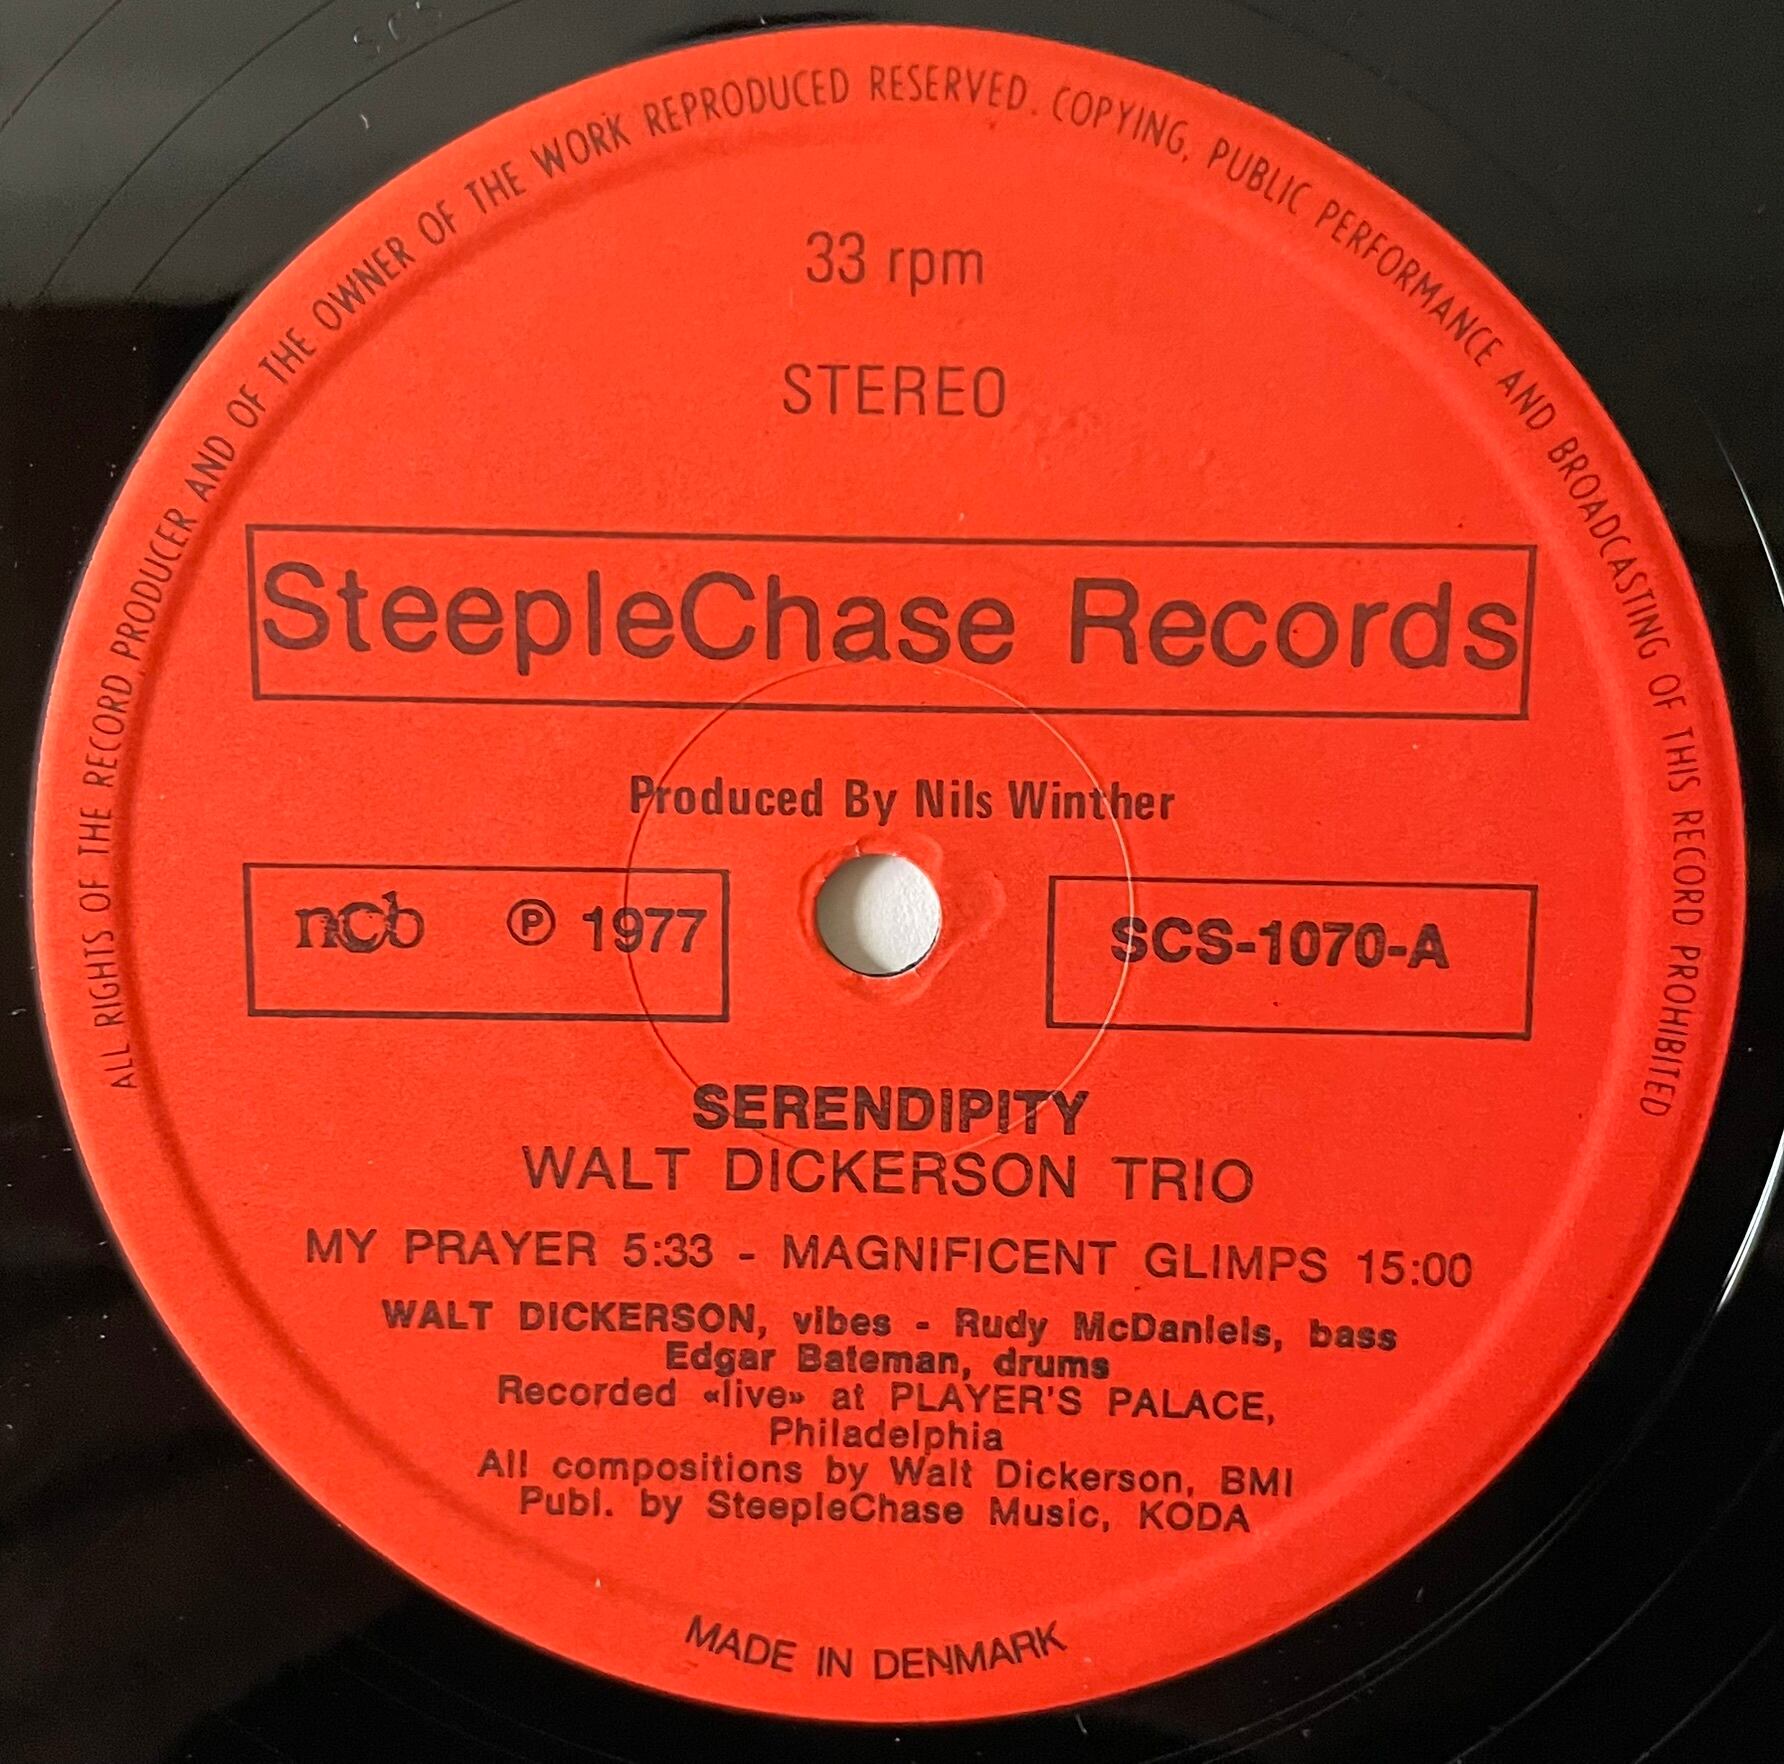 ALL RIGHTS OF THE RECORD PRODUCER AND OF THE OWNER OF THE WORK REPRODUCED RESERVED. COPYING, PUBLIC PERFORMANCE AND BROADCASTING OF THIS RECORD PROHIBITED
33 rpm
STEREO
SteepleChase Records
Produced By Nils Winther
ncb ℗ 1977
SCS-1070-A
SERENDIPITY
WALT DICKERSON TRIO
MY PRAYER 5:33 - MAGNIFICENT GLIMPS 15:00
WALT DICKERSON, vibes - Rudy McDaniels, bass
Edgar Bateman, drums
Recorded «live» at PLAYER'S PALACE,
Philadelphia
All compositions by Walt Dickerson, BMI
Publ. by SteepleChase Music, KODA
MADE IN DENMARK